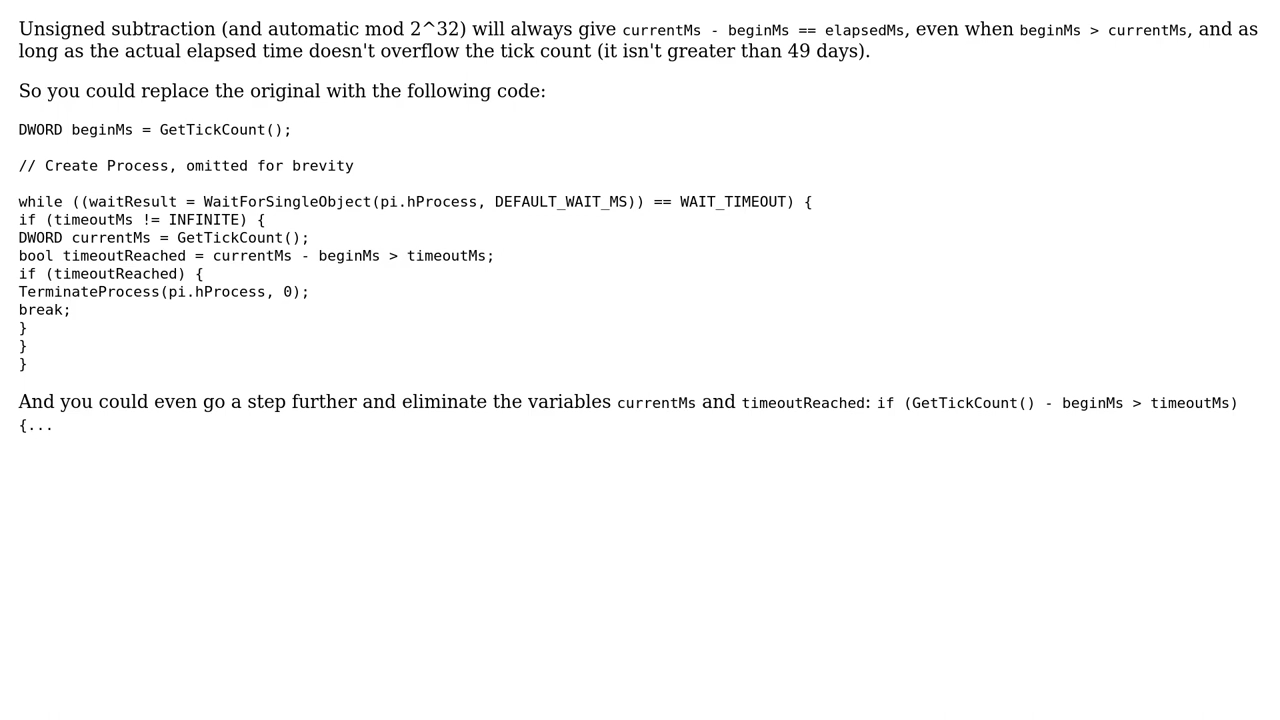 Unsigned subtraction (and automatic mod 2^32) will always give currentMs - beginMs == elapsedMs, even when beginMs > currentMs, and as
long as the actual elapsed time doesn't overflow the tick count (it isn't greater than 49 days).
So you could replace the original with the following code:
DWORD beginMs = GetTickCount();
// Create Process, omitted for brevity
while ((waitResult = WaitForSingleObject(pi.hProcess, DEFAULT_WAIT_MS)) == WAIT_TIMEOUT) {
if (timeoutMs != INFINITE) {
DWORD currentMs = GetTickCount();
bool timeoutReached = currentMs - beginMs > timeoutMs;
if (timeoutReached) {
TerminateProcess(pi.hProcess, 0);
break;
}
}
}
And you could even go a step further and eliminate the variables currentMs and timeoutReached: if (GetTickCount() - beginMs > timeoutMs)
{...